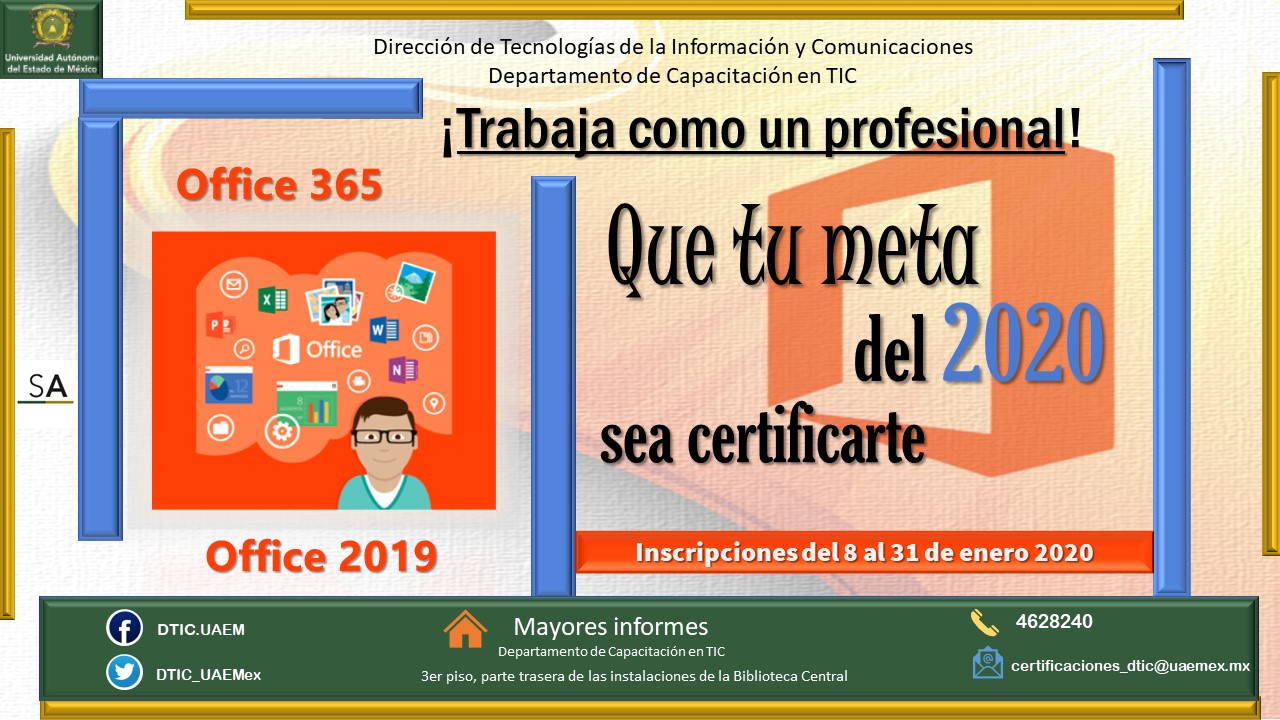 Universidad Autónoma
del Estado de México
Dirección de Tecnologías de la Información y Comunicaciones
Departamento de Capacitación en TIC
¡Trabaja como un profesional!
Office 365
Que tu meta
del 2020
sea certificarte
Office
12
8
SA
Office 2019
Inscripciones del 8 al 31 de enero 2020
DTIC.UAEM
DTIC_UAEMex
Mayores informes
Departamento de Capacitación en TIC
3er piso, parte trasera de las instalaciones de la Biblioteca Central
4628240
certificaciones_dtic@uaemex.mx